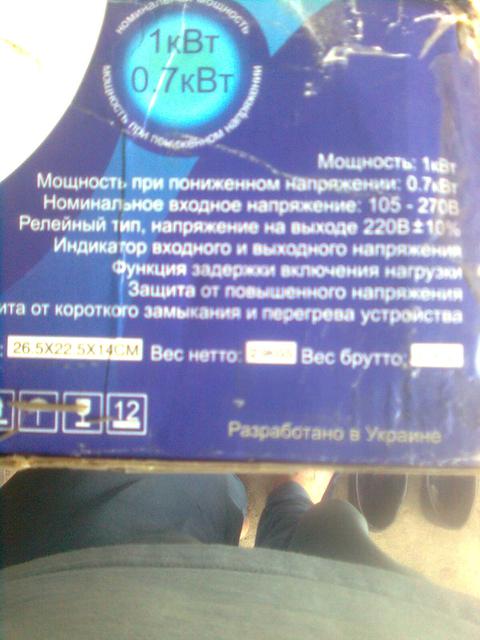 номинальная мощность
1кВт
0.7кВт
мощность при пониженном напряжении
Мощность: 1кВт
Мощность при пониженном напряжении: 0.7кВт
Номинальное входное напряжение: 105 - 270В
Релейный тип, напряжение на выходе 220В±10%
Индикатор входного и выходного напряжения
Функция задержки включения нагрузки
Защита от повышенного напряжения
ита от короткого замыкания и перегрева устройства
26.5X22.5X14CM Вес нетто: Вес брутто:
12
Разработано в Украине